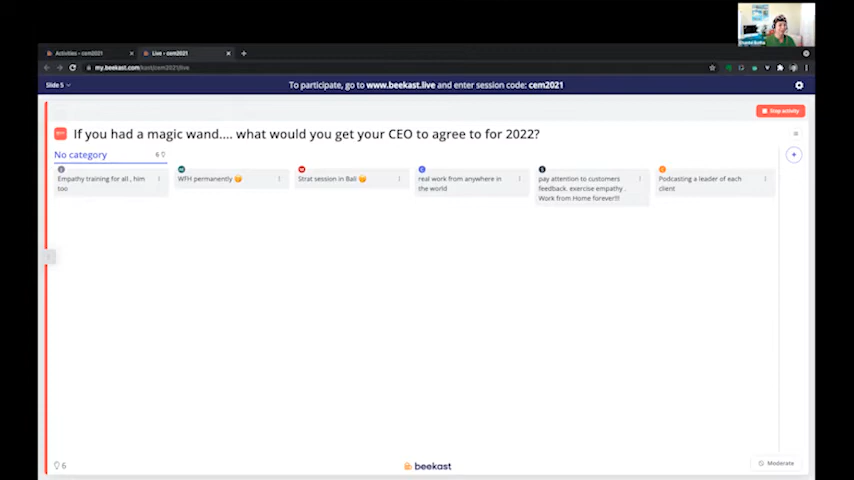 Activities - cem2021
Live - cem2021
my.beekast.com/kast/cem2021/live
Slide 5
To participate, go to www.beekast.live and enter session code: cem2021
Stop activity
If you had a magic wand.... what would you get your CEO to agree to for 2022?
No category
6
Empathy training for all , him
too
WFH permanently
Strat session in Bali
real work from anywhere in
the world
pay attention to customers
feedback. exercise empathy .
Work from Home forever!!!
Podcasting a leader of each
client
6
beekast
Moderate